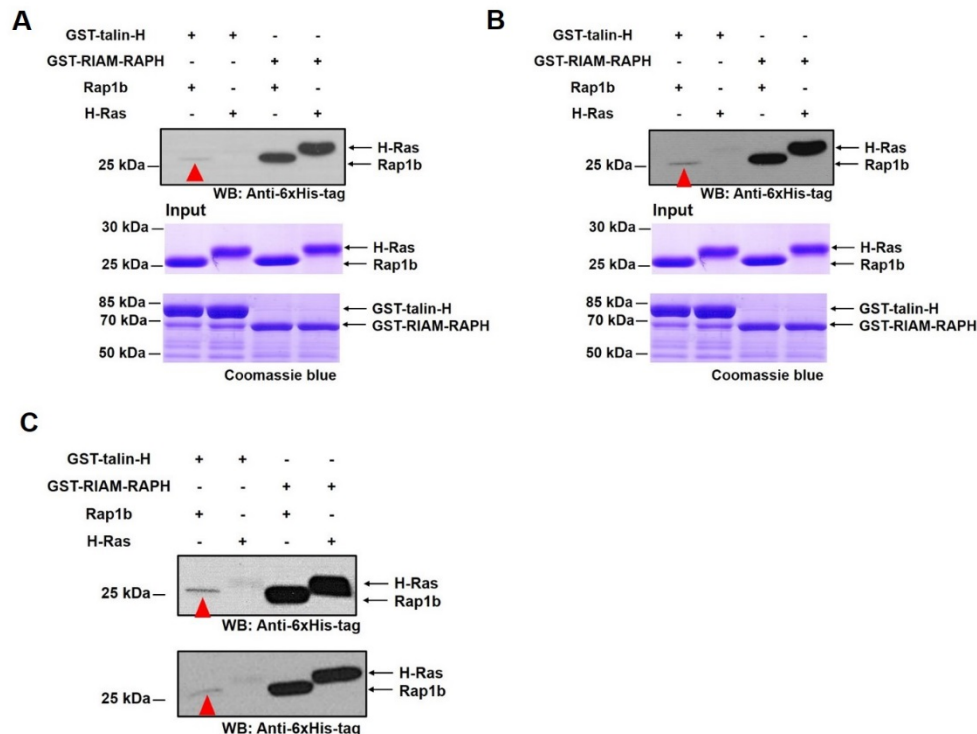 A
GST-talin-H + + - -
GST-RIAM-RAPH - - + +
Rap1b + - + -
H-Ras - + - +
H-Ras
25 kDa Rap1b
WB: Anti-6xHis-tag
Input
30 kDa
H-Ras
25 kDa Rap1b
85 kDa GST-talin-H
70 kDa GST-RIAM-RAPH
50 kDa
Coomassie blue
B
GST-talin-H + + - -
GST-RIAM-RAPH - - + +
Rap1b + - + -
H-Ras - + - +
H-Ras
25 kDa Rap1b
WB: Anti-6xHis-tag
Input
30 kDa
H-Ras
25 kDa Rap1b
85 kDa GST-talin-H
70 kDa GST-RIAM-RAPH
50 kDa
Coomassie blue
C
GST-talin-H + + - -
GST-RIAM-RAPH - - + +
Rap1b + - + -
H-Ras - + - +
H-Ras
25 kDa Rap1b
WB: Anti-6xHis-tag
H-Ras
25 kDa Rap1b
WB: Anti-6xHis-tag